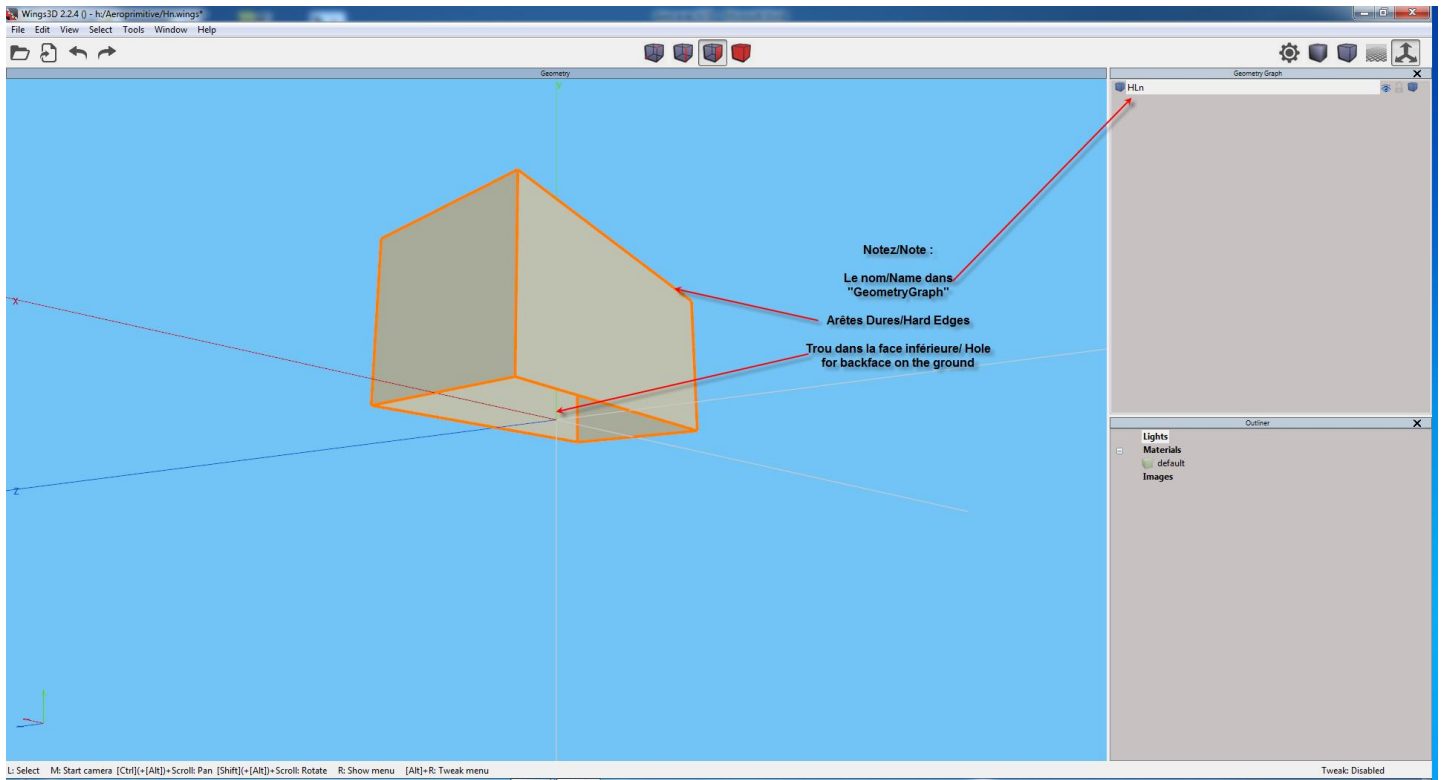 Wings3D 2.2.4 () - h:/Aeroprimitive/Hn.wings*
File Edit View Select Tools Window Help
Geometry
Geometry Graph
X
HLn
y
Notez/Note :
Le nom/Name dans
"GeometryGraph"
Arêtes Dures/Hard Edges
Trou dans la face inférieure/ Hole
for backface on the ground
x
z
Outliner
X
Lights
Materials
default
Images
L: Select M: Start camera [Ctrl](+[Alt])+Scroll: Pan [Shift](+[Alt])+Scroll: Rotate R: Show menu [Alt]+R: Tweak menu
Tweak: Disabled